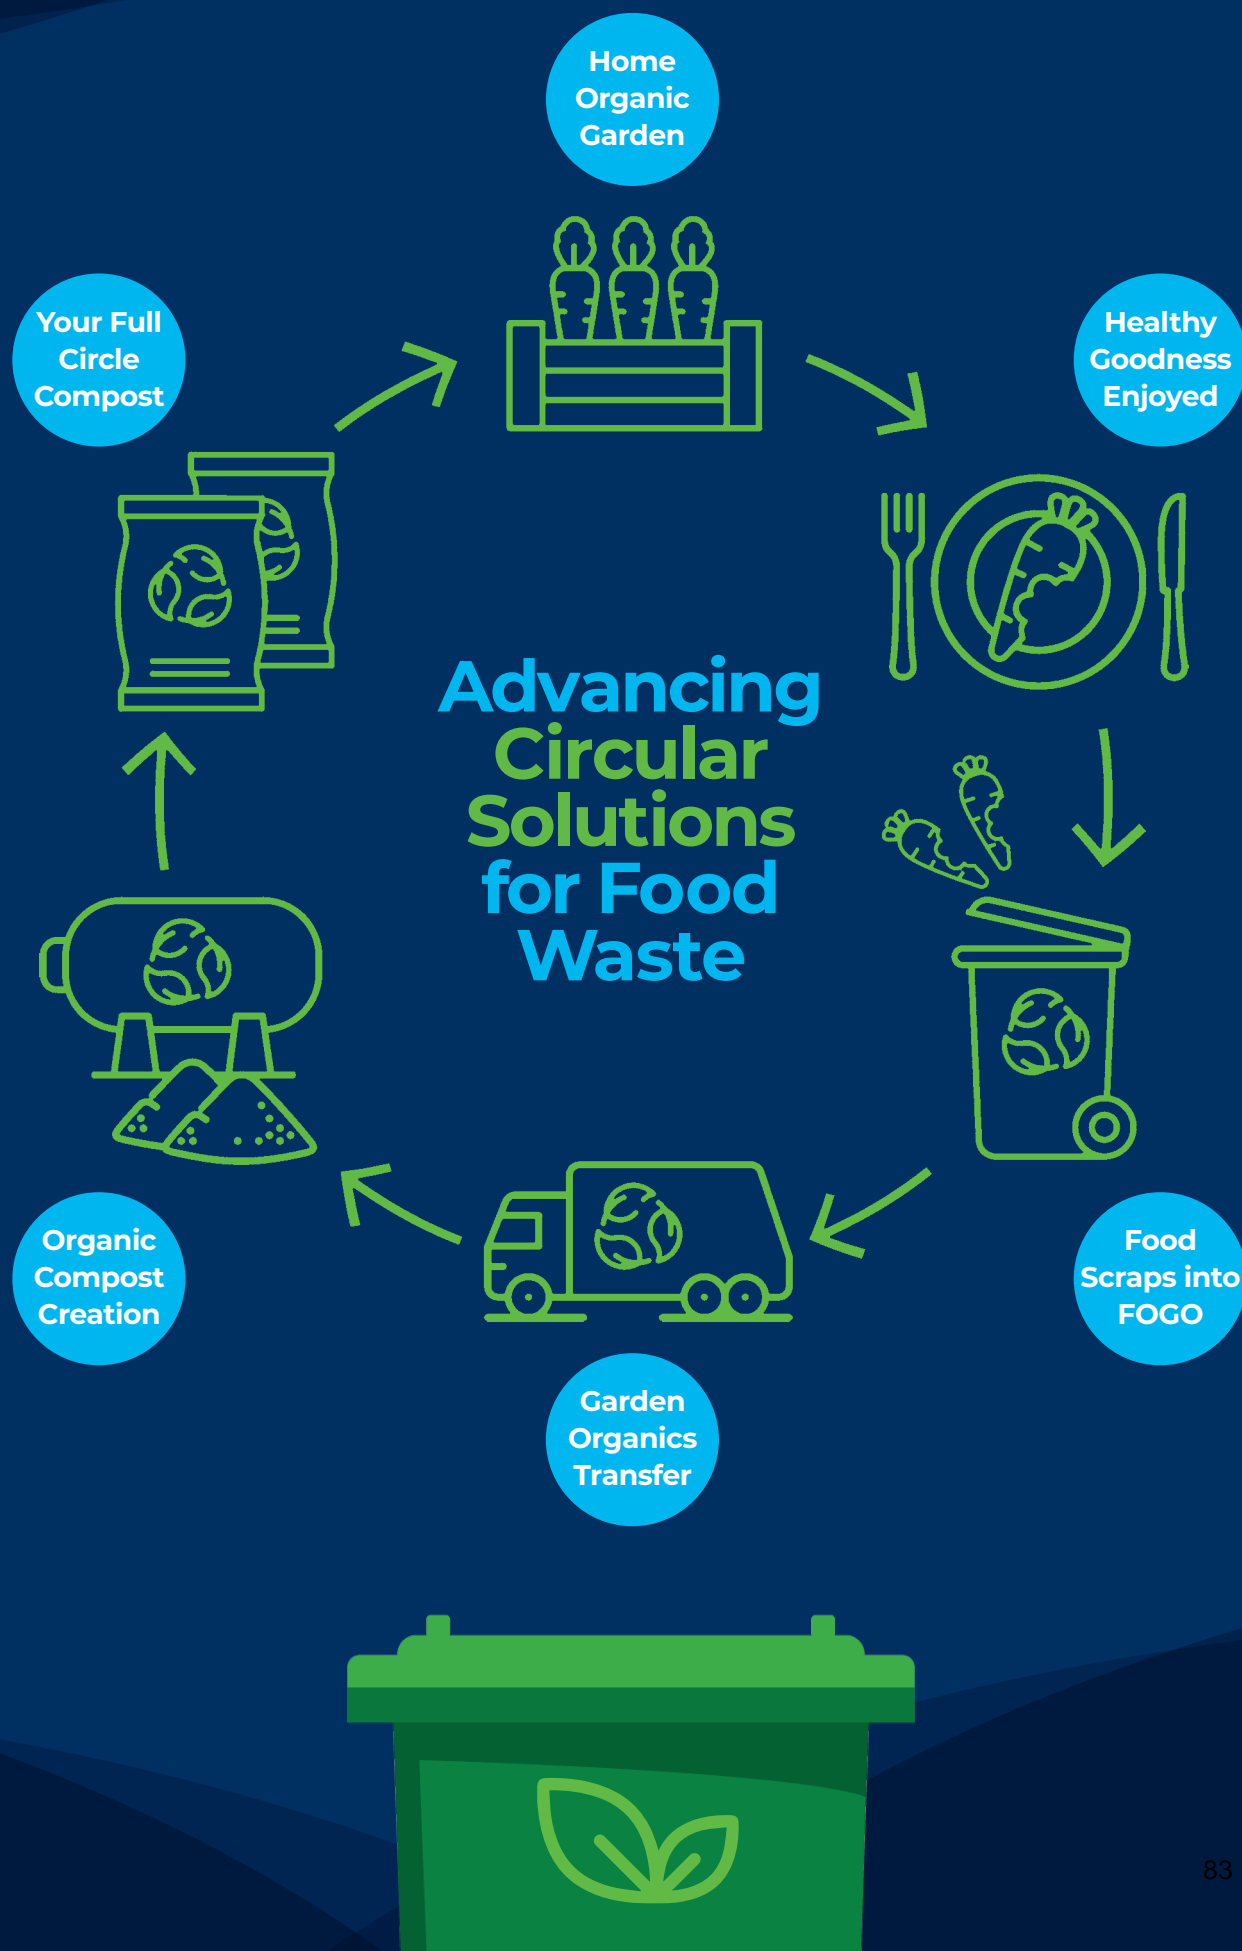 Home
Organic
Garden
Your Full
Circle
Compost
Healthy
Goodness
Enjoyed
Advancing
Circular
Solutions
for Food
Waste
Organic
Compost
Creation
Food
Scraps into
FOGO
Garden
Organics
Transfer
83